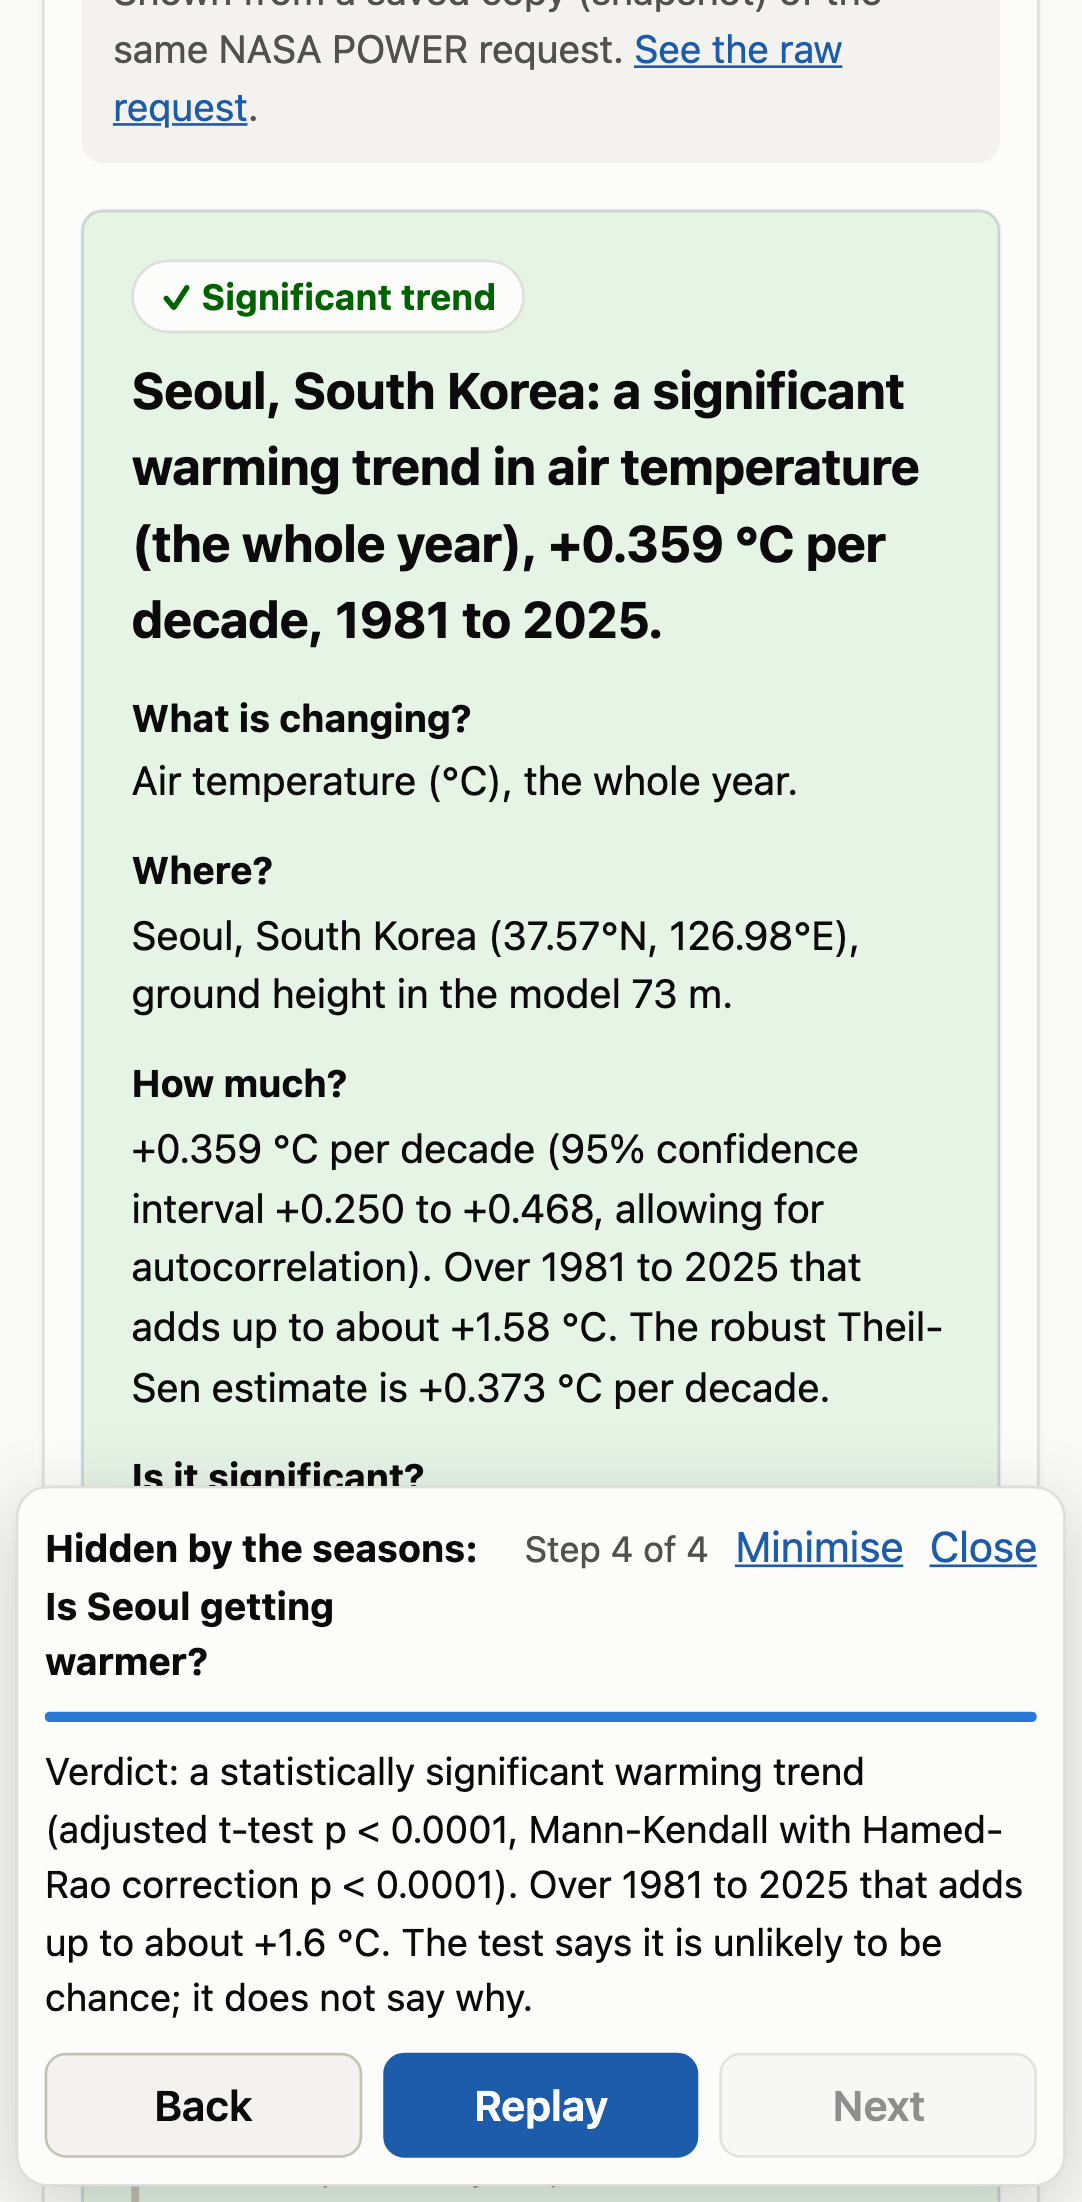 same NASA POWER request. See the raw
request.
✓ Significant trend
Seoul, South Korea: a significant
warming trend in air temperature
(the whole year), +0.359 °C per
decade, 1981 to 2025.
What is changing?
Air temperature (°C), the whole year.
Where?
Seoul, South Korea (37.57°N, 126.98°E),
ground height in the model 73 m.
How much?
+0.359 °C per decade (95% confidence
interval +0.250 to +0.468, allowing for
autocorrelation). Over 1981 to 2025 that
adds up to about +1.58 °C. The robust Theil-
Sen estimate is +0.373 °C per decade.
Is it significant?
Hidden by the seasons: Step 4 of 4 Minimise Close
Is Seoul getting
warmer?
Verdict: a statistically significant warming trend
(adjusted t-test p < 0.0001, Mann-Kendall with Hamed-
Rao correction p < 0.0001). Over 1981 to 2025 that adds
up to about +1.6 °C. The test says it is unlikely to be
chance; it does not say why.
Back Replay Next